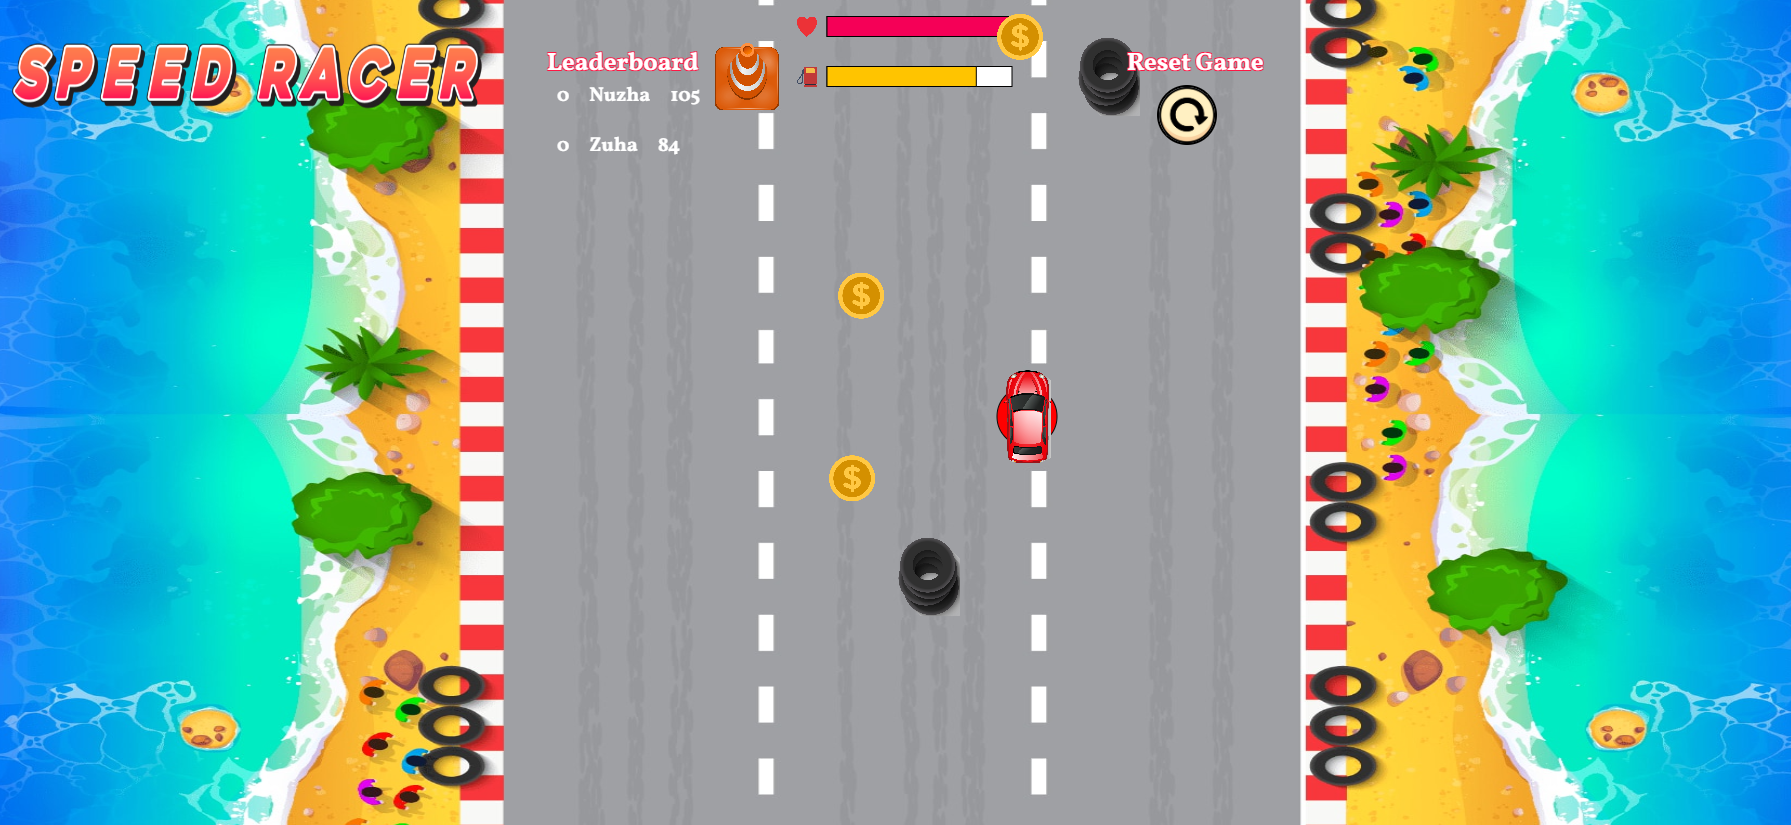 SPEED RACER
Leaderboard
0 Nuzha 105
0 Zuha 84
Reset Game
$
$
$